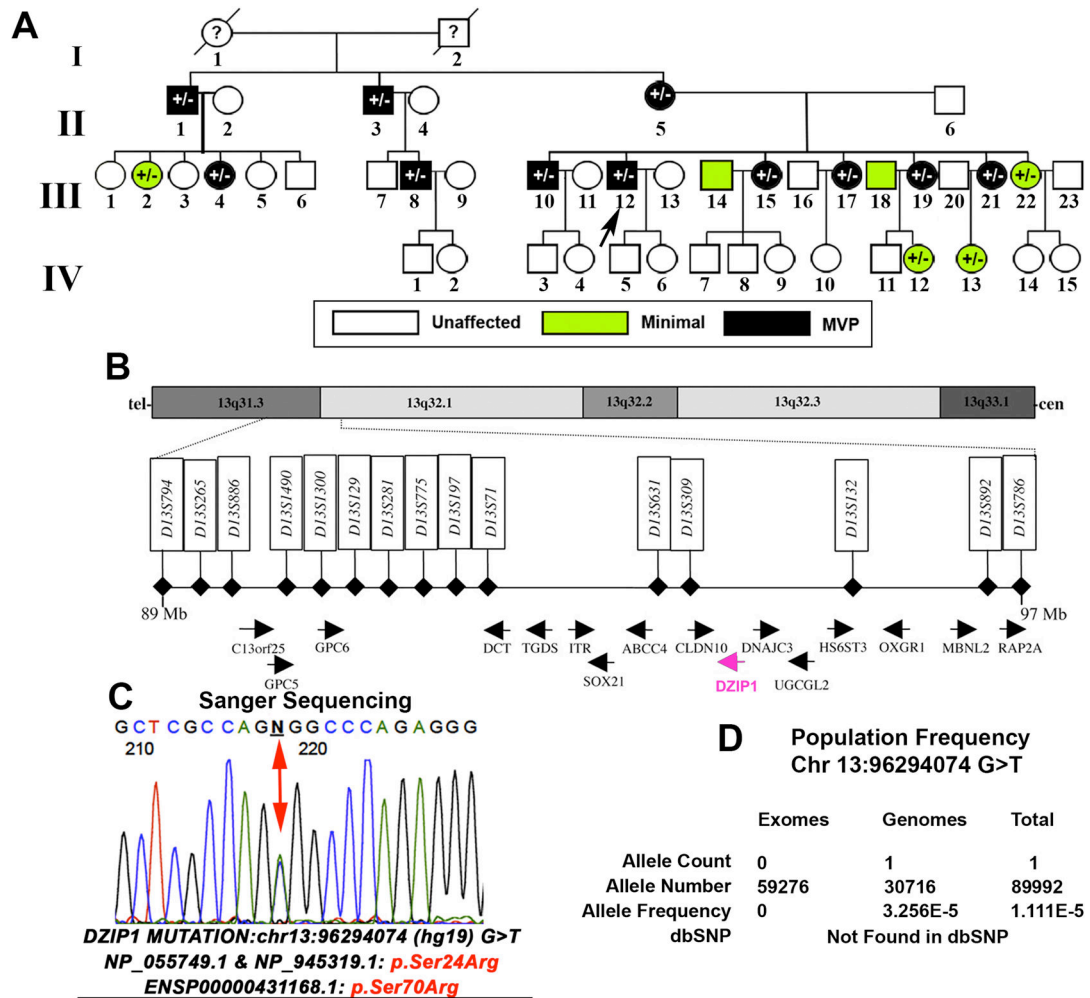 A
I
? ?
1 2
II
+/- +/- +/-
1 2 3 4 5 6
III
+/- +/- +/- +/- +/- +/- +/- +/- +/- +/-
1 2 3 4 5 6 7 8 9 10 11 12 13 14 15 16 17 18 19 20 21 22 23
IV
+/- +/-
1 2 3 4 5 6 7 8 9 10 11 12 13 14 15
Unaffected Minimal MVP
B
tel- 13q31.3 13q32.1 13q32.2 13q32.3 13q33.1 -cen
D13S794 D13S265 D13S886 D13S1490 D13S1300 D13S129 D13S281 D13S775 D13S197 D13S71 D13S631 D13S309 D13S132 D13S892 D13S786
89 Mb 97 Mb
C13orf25 GPC6 DCT TGDS ITR ABCC4 CLDN10 DNAJC3 HS6ST3 OXGR1 MBNL2 RAP2A
GPC5 SOX21 DZIP1 UGCGL2
C
Sanger Sequencing
G C T C G C C A G N G G C C C A G A G G G
210 220
DZIP1 MUTATION:chr13:96294074 (hg19) G>T
NP_055749.1 & NP_945319.1: p.Ser24Arg
ENSP00000431168.1: p.Ser70Arg
D
Population Frequency
Chr 13:96294074 G>T
Exomes Genomes Total
Allele Count 0 1 1
Allele Number 59276 30716 89992
Allele Frequency 0 3.256E-5 1.111E-5
dbSNP Not Found in dbSNP